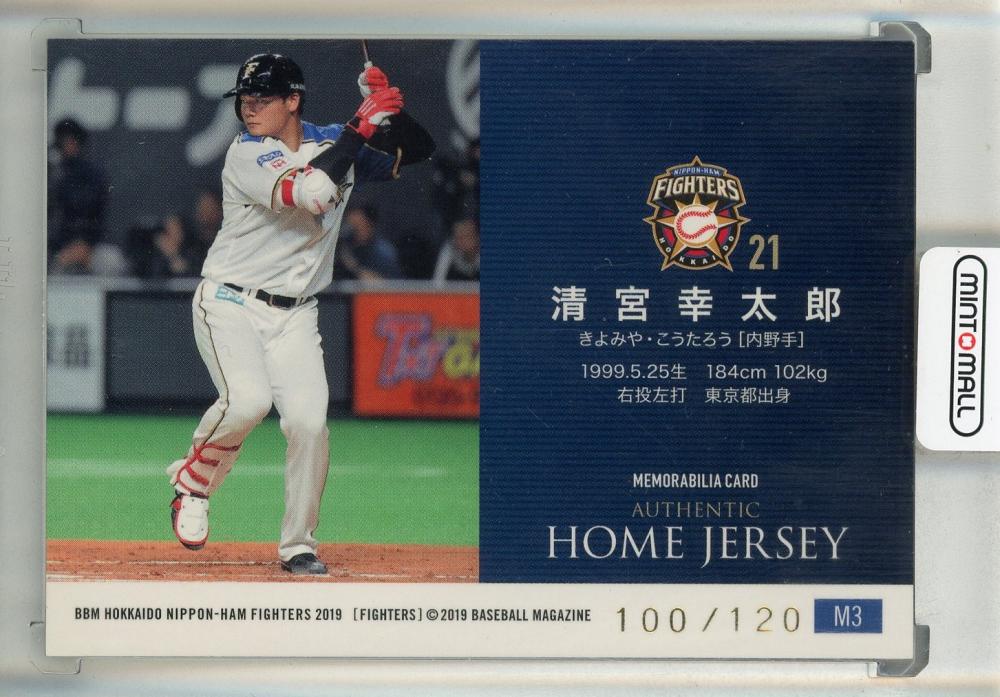 NIPPON-HAM
FIGHTERS
HOKKAIDO
21
清宮幸太郎
きよみや・こうたろう [内野手]
1999.5.25生 184cm 102kg
右投左打 東京都出身
MEMORABILIA CARD
AUTHENTIC
HOME JERSEY
BBM HOKKAIDO NIPPON-HAM FIGHTERS 2019 [FIGHTERS] ©2019 BASEBALL MAGAZINE
100/120
M3
MINT MALL